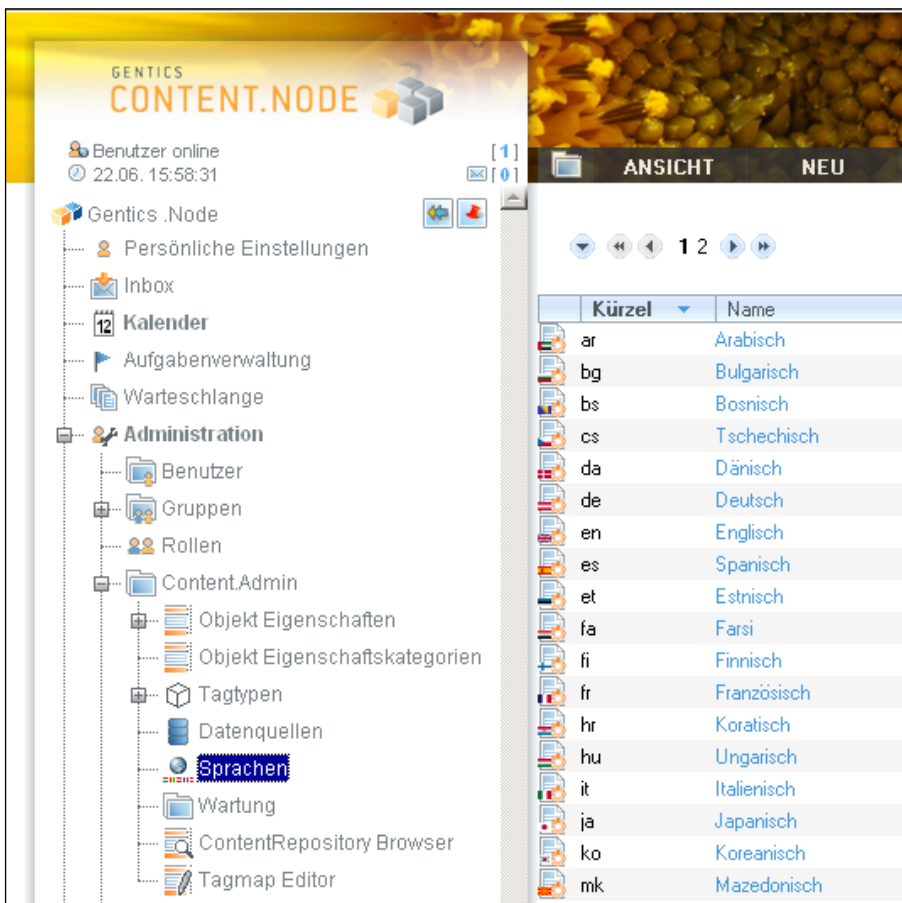 GENTICS
CONTENT.NODE
Benutzer online [1]
22.06. 15:58:31 [0]
Gentics .Node
Persönliche Einstellungen
Inbox
12 Kalender
Aufgabenverwaltung
Warteschlange
Administration
Benutzer
Gruppen
Rollen
Content.Admin
Objekt Eigenschaften
Objekt Eigenschaftskategorien
Tagtypen
Datenquellen
Sprachen
Wartung
ContentRepository Browser
Tagmap Editor
ANSICHT NEU
1 2
Kürzel Name
ar Arabisch
bg Bulgarisch
bs Bosnisch
cs Tschechisch
da Dänisch
de Deutsch
en Englisch
es Spanisch
et Estnisch
fa Farsi
fi Finnisch
fr Französisch
hr Koratisch
hu Ungarisch
it Italienisch
ja Japanisch
ko Koreanisch
mk Mazedonisch